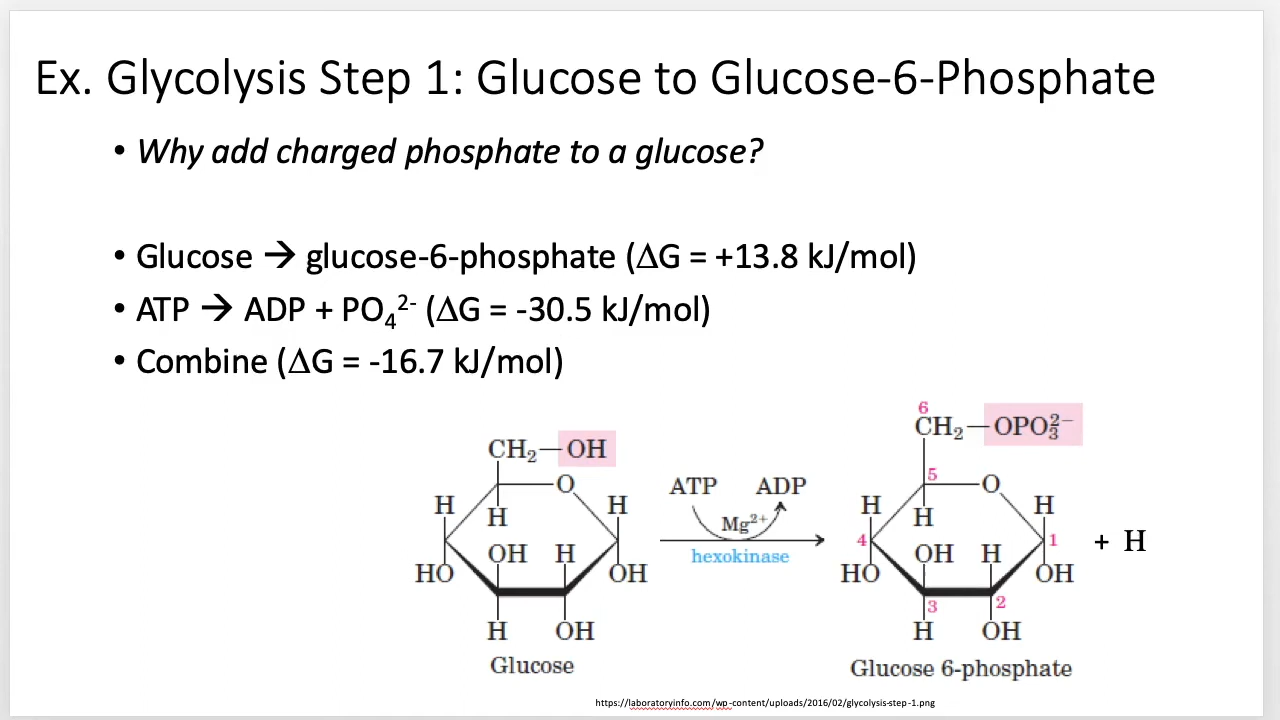 Ex. Glycolysis Step 1: Glucose to Glucose-6-Phosphate
• Why add charged phosphate to a glucose?
• Glucose → glucose-6-phosphate (ΔG = +13.8 kJ/mol)
• ATP → ADP + PO₄²⁻ (ΔG = -30.5 kJ/mol)
• Combine (ΔG = -16.7 kJ/mol)
CH₂—OH
O
H
H
H
OH
H
HO
OH
H
OH
Glucose
ATP
ADP
Mg²⁺
hexokinase
6
CH₂—OPO₃²⁻
5
O
H
H
H
4
1
OH
H
HO
OH
3
2
H
OH
Glucose 6-phosphate
+ H
https://laboratoryinfo.com/wp-content/uploads/2016/02/glycolysis-step-1.png